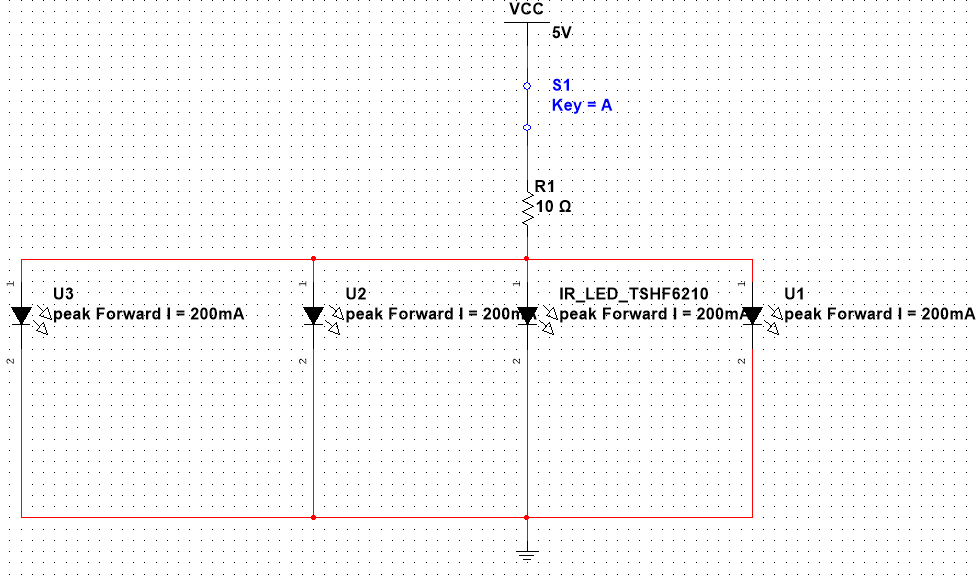 VCC
5V
S1
Key = A
R1
10 Ω
1
U3
peak Forward I = 200mA
2
1
U2
peak Forward I = 200m
2
1
IR_LED_TSHF6210
peak Forward I = 200mA
2
1
U1
peak Forward I = 200mA
2